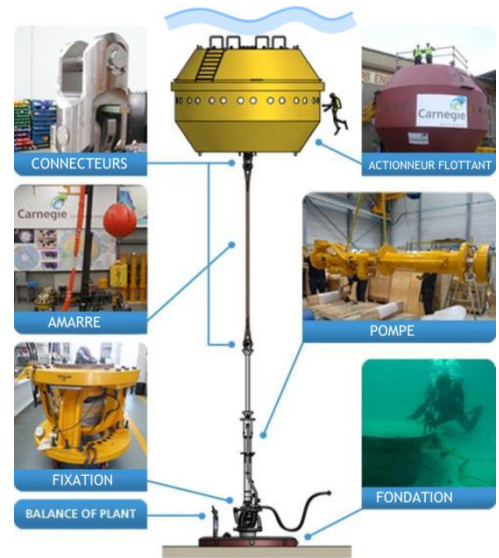 CONNECTEURS
Carnegie
ACTIONNEUR FLOTTANT
Carnegie
AMARRE
POMPE
FIXATION
FONDATION
BALANCE OF PLANT